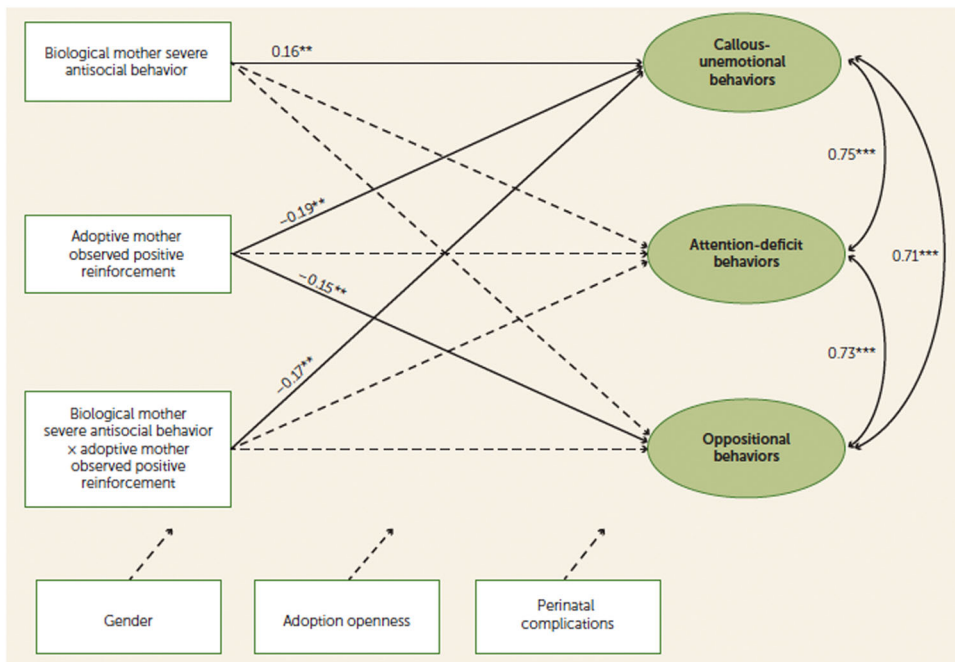 Biological mother severe
antisocial behavior
0.16**
Callous-
unemotional
behaviors
0.75***
Adoptive mother
observed positive
reinforcement
−0.19**
−0.15**
Attention-deficit
behaviors
0.71***
0.73***
−0.17**
Biological mother
severe antisocial behavior
× adoptive mother
observed positive
reinforcement
Oppositional
behaviors
Gender
Adoption openness
Perinatal
complications